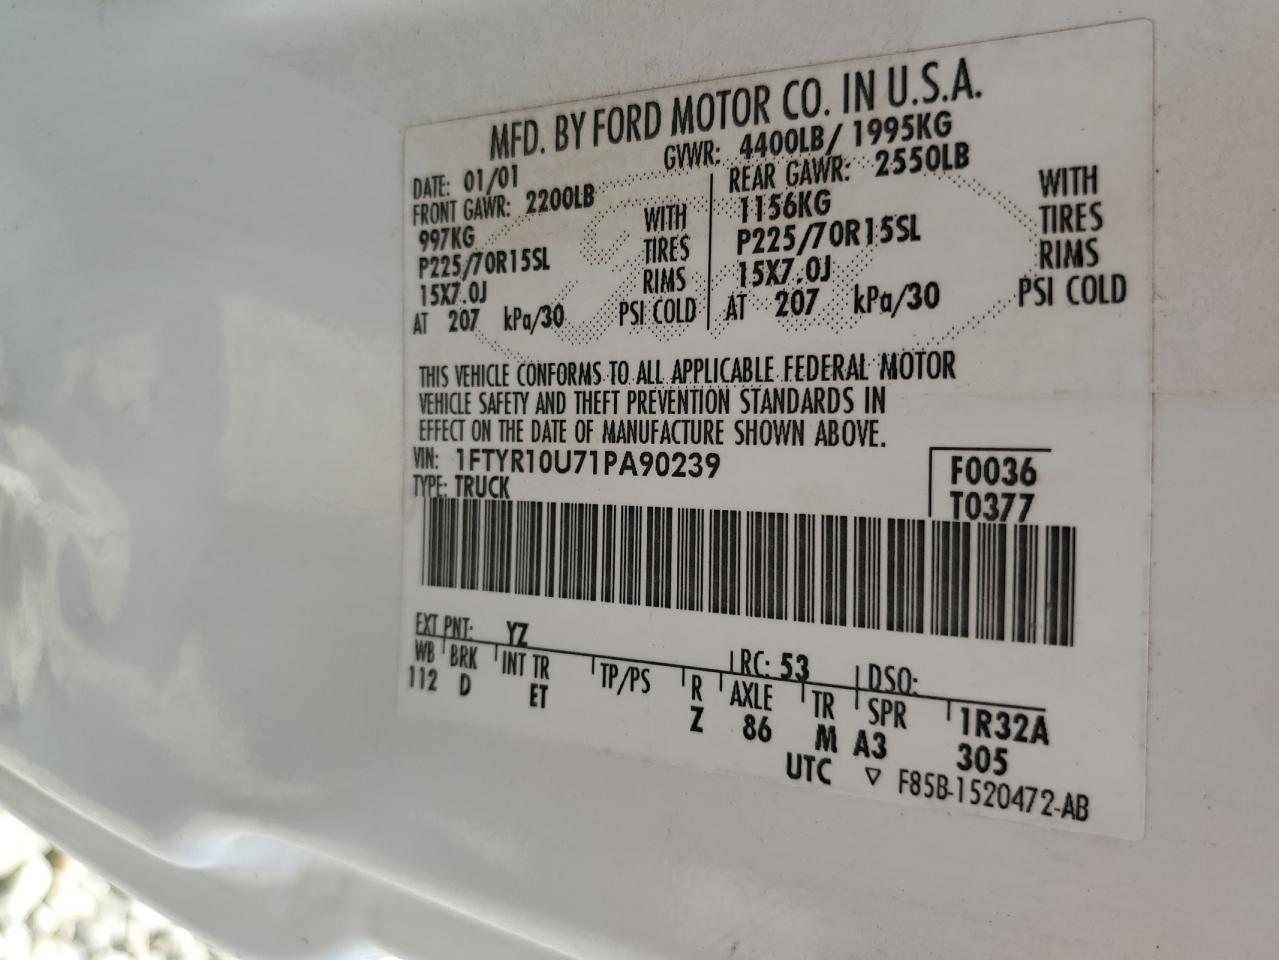 MFD. BY FORD MOTOR CO. IN U.S.A.
DATE: 01/01 GVWR: 4400LB/ 1995KG
FRONT GAWR: 2200LB REAR GAWR: 2550LB
997KG WITH 1156KG WITH
P225/70R15SL TIRES P225/70R15SL TIRES
15X7.0J RIMS 15X7.0J RIMS
AT 207 kPa/30 PSI COLD AT 207 kPa/30 PSI COLD
THIS VEHICLE CONFORMS TO ALL APPLICABLE FEDERAL MOTOR
VEHICLE SAFETY AND THEFT PREVENTION STANDARDS IN
EFFECT ON THE DATE OF MANUFACTURE SHOWN ABOVE.
VIN: 1FTYR10U71PA90239 F0036
TYPE: TRUCK T0377
EXT PNT: YZ RC: 53 DSO:
WB BRK INT TR TP/PS R AXLE TR SPR 1R32A
112 D ET Z 86 M A3 305
UTC ▽ F85B-1520472-AB